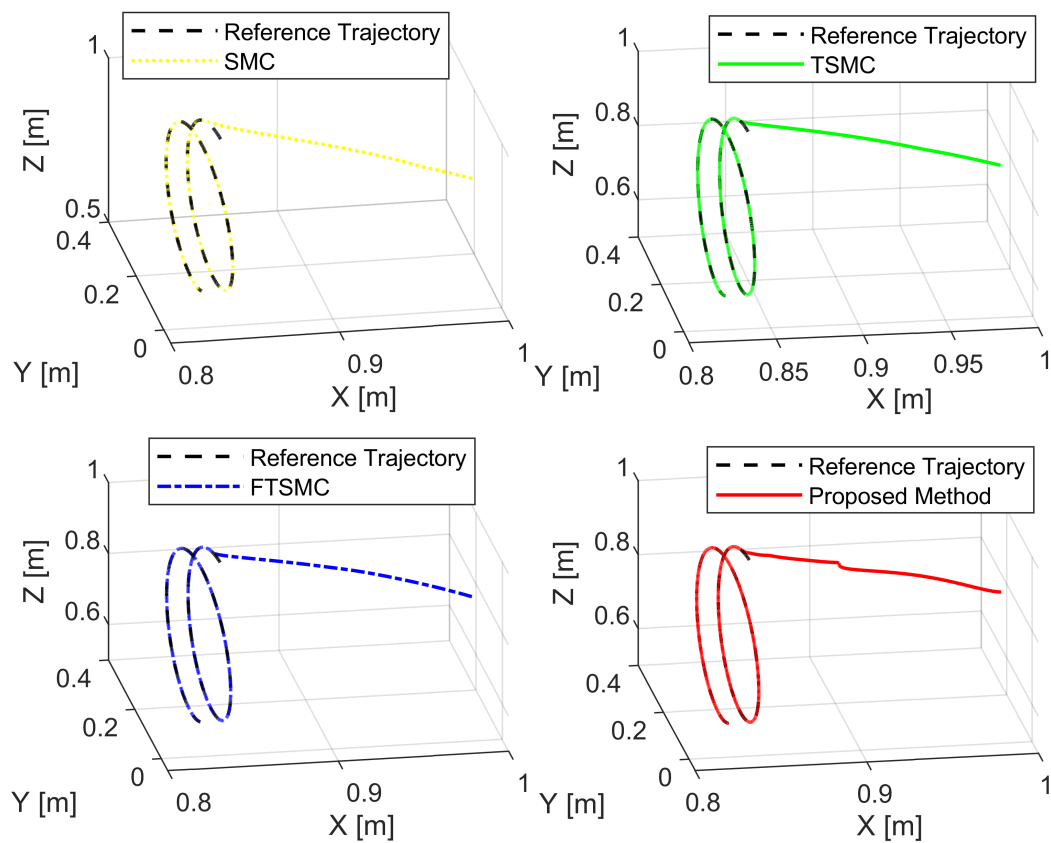 Reference Trajectory
SMC
1
0.5
Z [m]
0.4
0.2
0
Y [m]
0.8
0.9
1
X [m]
Reference Trajectory
TSMC
1
0.8
0.6
0.4
Z [m]
0.4
0.2
0
Y [m]
0.8
0.85
0.9
0.95
1
X [m]
Reference Trajectory
FTSMC
1
0.8
0.6
0.4
Z [m]
0.2
0
Y [m]
0.8
0.9
1
X [m]
Reference Trajectory
Proposed Method
1
0.8
0.6
0.4
Z [m]
0.2
0
Y [m]
0.8
0.9
1
X [m]